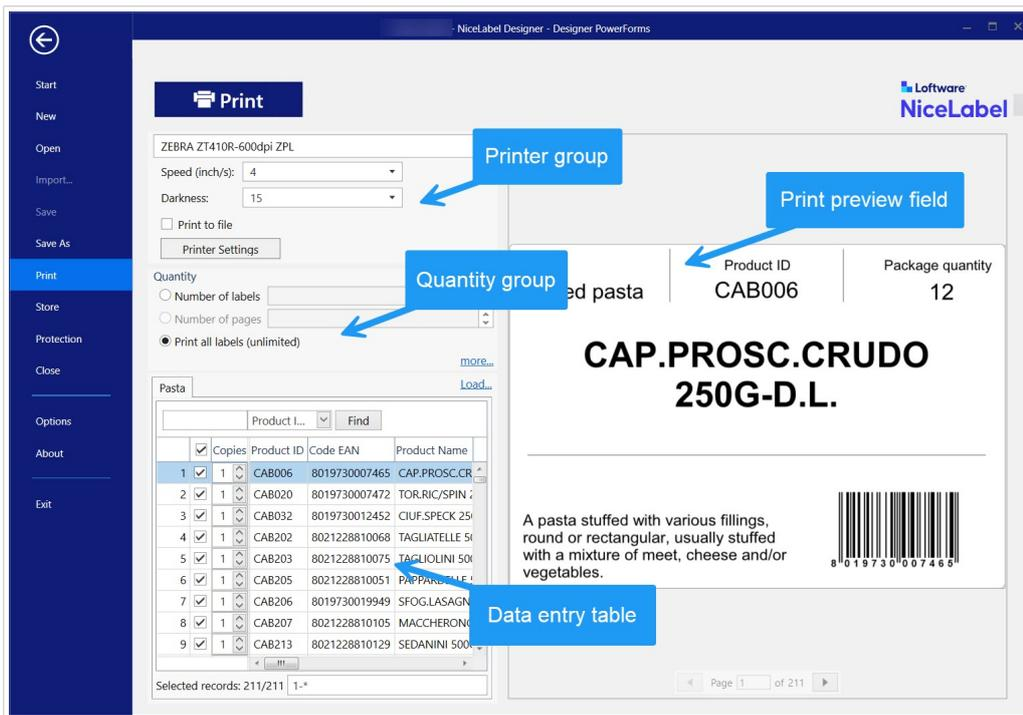 - NiceLabel Designer - Designer PowerForms
Start
New
Open
Import...
Save
Save As
Print
Store
Protection
Close
Options
About
Exit
Print
Loftware
NiceLabel
ZEBRA ZT410R-600dpi ZPL
Speed (inch/s): 4
Darkness: 15
Print to file
Printer Settings
Printer group
Quantity
Number of labels
Number of pages
Print all labels (unlimited)
more...
Quantity group
Pasta
Load...
Product I... Find
Copies Product ID Code EAN Product Name
1 1 CAB006 8019730007465 CAP.PROSC.CR
2 1 CAB020 8019730007472 TOR.RIC/SPIN 2
3 1 CAB032 8019730012452 CIUF.SPECK 25
4 1 CAB202 8021228810068 TAGLIATELLE 5
5 1 CAB203 8021228810075 TAGLIOLINI 50
6 1 CAB205 8021228810051 PAPPARDELLE
7 1 CAB206 8019730019949 SFOG.LASAGN
8 1 CAB207 8021228810105 MACCHERON
9 1 CAB213 8021228810129 SEDANINI 500
Selected records: 211/211 1-*
Data entry table
Print preview field
ed pasta
Product ID
CAB006
Package quantity
12
CAP.PROSC.CRUDO
250G-D.L.
A pasta stuffed with various fillings,
round or rectangular, usually stuffed
with a mixture of meet, cheese and/or
vegetables.
8 019730 007465
Page 1 of 211